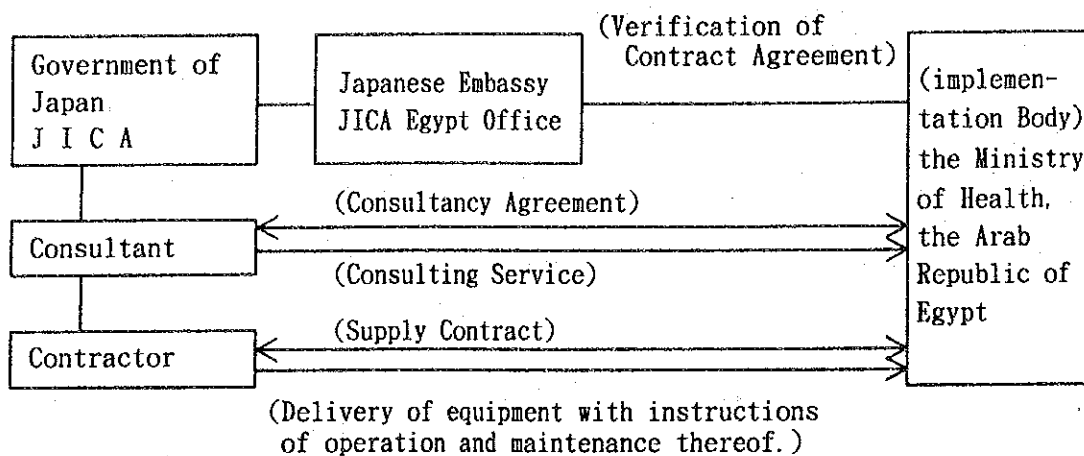 Government of
Japan
J I C A
Japanese Embassy
JICA Egypt Office
(Verification of
Contract Agreement)
(implemen-
tation Body)
the Ministry
of Health,
the Arab
Republic of
Egypt
(Consultancy Agreement)
Consultant
(Consulting Service)
(Supply Contract)
Contractor
(Delivery of equipment with instructions
of operation and maintenance thereof.)